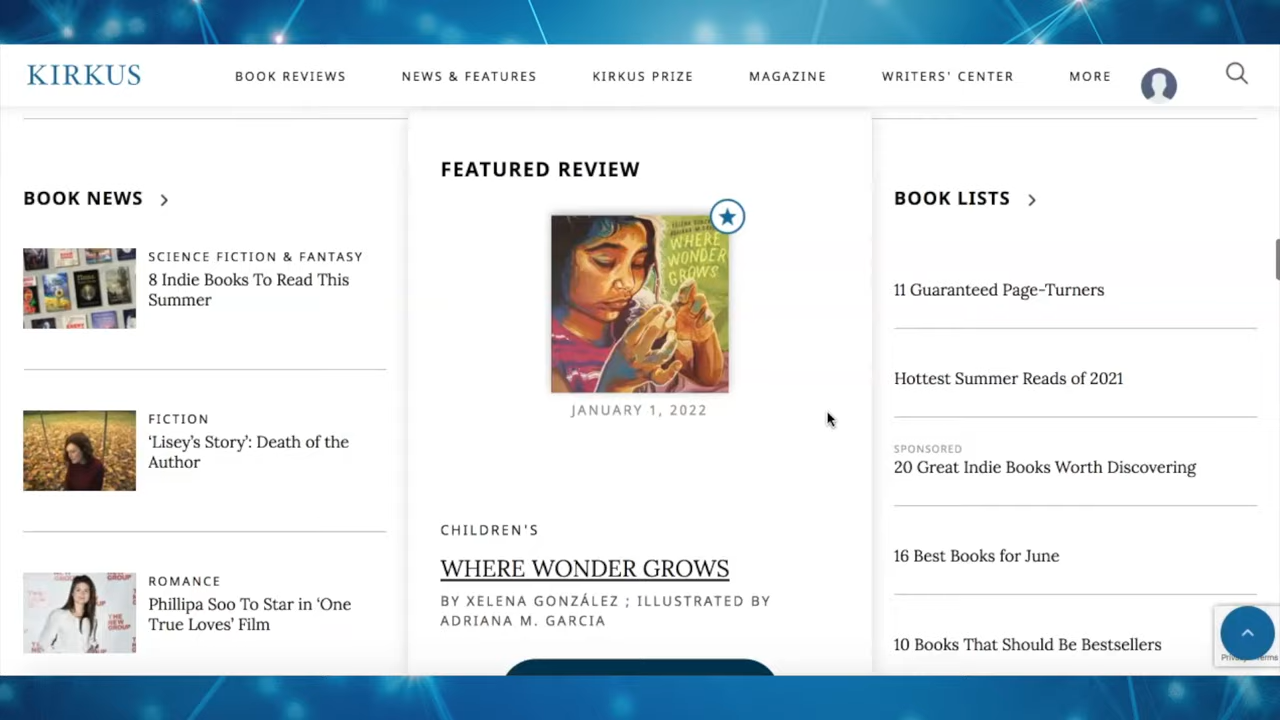 KIRKUS
BOOK REVIEWS
NEWS & FEATURES
KIRKUS PRIZE
MAGAZINE
WRITERS' CENTER
MORE
BOOK NEWS
SCIENCE FICTION & FANTASY
8 Indie Books To Read This
Summer
FICTION
‘Lisey’s Story’: Death of the
Author
ROMANCE
Phillipa Soo To Star in ‘One
True Loves’ Film
FEATURED REVIEW
WHERE
WONDER
GROWS
JANUARY 1, 2022
CHILDREN'S
WHERE WONDER GROWS
BY XELENA GONZÁLEZ ; ILLUSTRATED BY
ADRIANA M. GARCIA
BOOK LISTS
11 Guaranteed Page-Turners
Hottest Summer Reads of 2021
SPONSORED
20 Great Indie Books Worth Discovering
16 Best Books for June
10 Books That Should Be Bestsellers